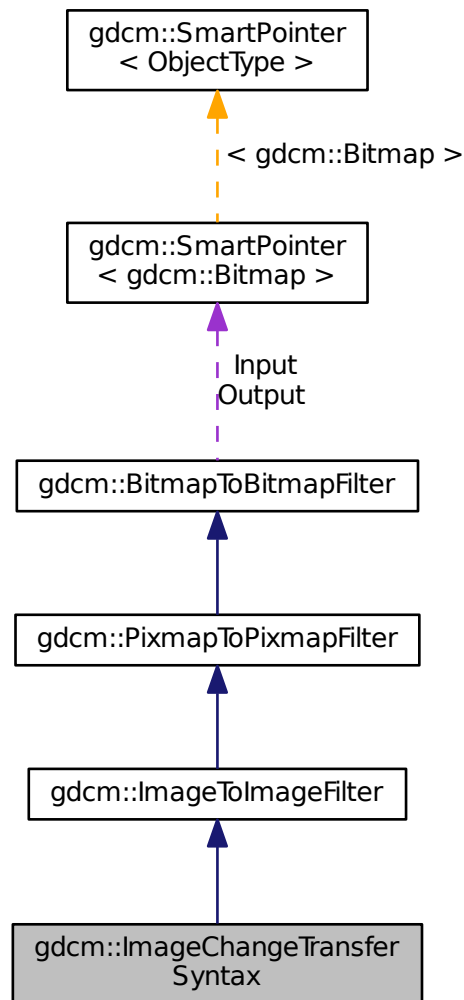 gdcm::SmartPointer
< ObjectType >
< gdcm::Bitmap >
gdcm::SmartPointer
< gdcm::Bitmap >
Input
Output
gdcm::BitmapToBitmapFilter
gdcm::PixmapToPixmapFilter
gdcm::ImageToImageFilter
gdcm::ImageChangeTransfer
Syntax